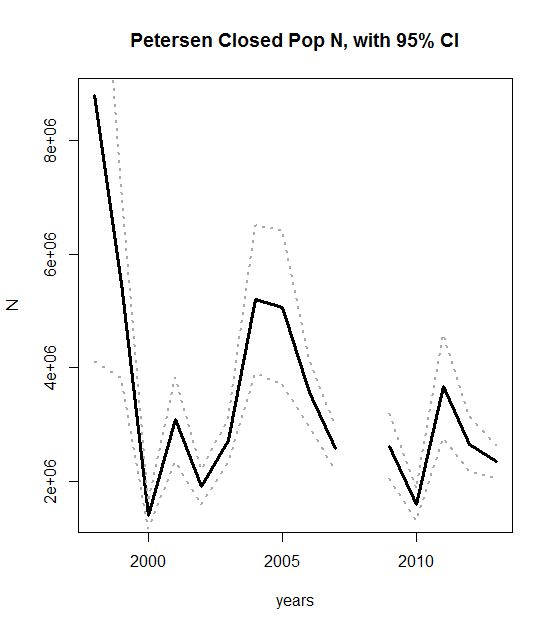 Petersen Closed Pop N, with 95% CI
8e+06
6e+06
4e+06
2e+06
N
2000 2005 2010
years